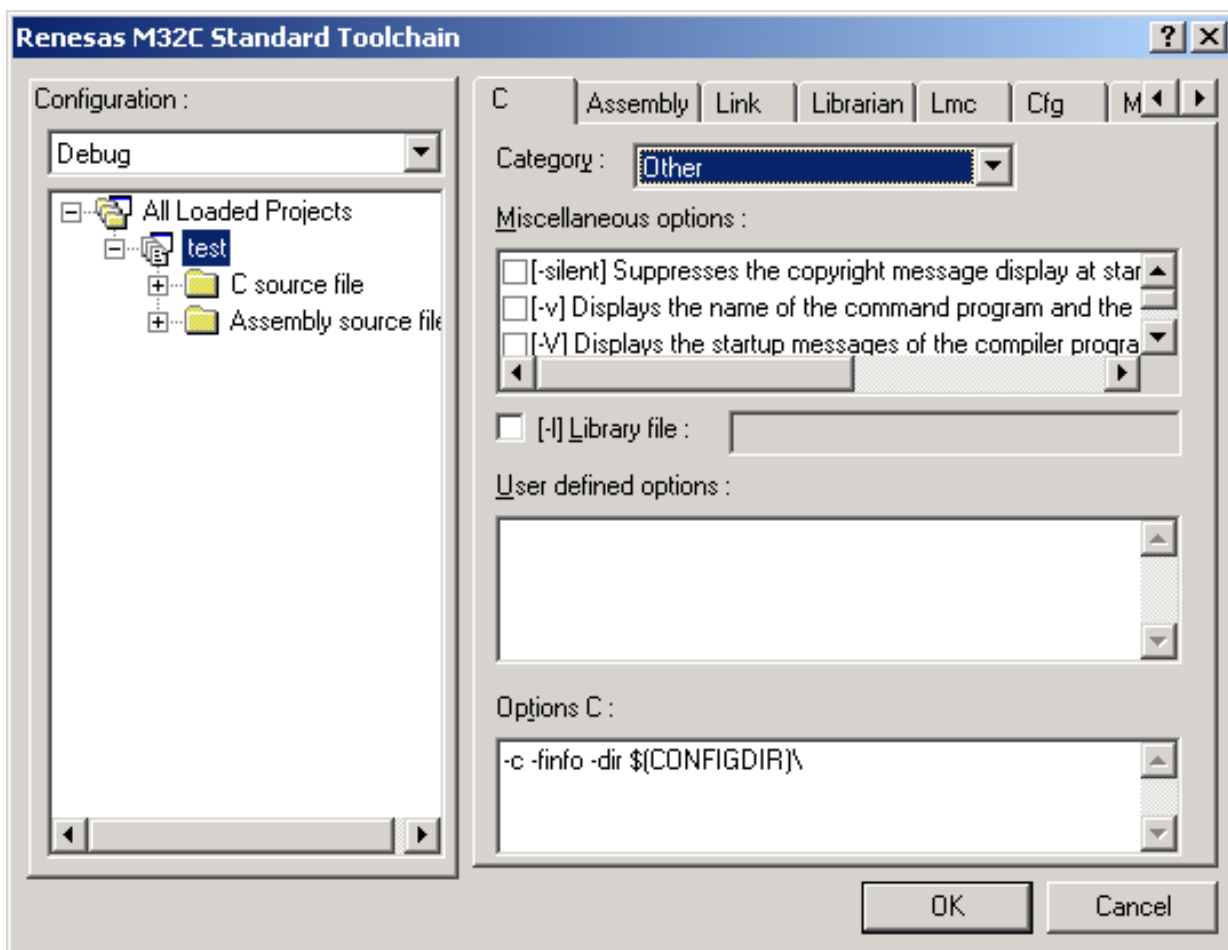 Renesas M32C Standard Toolchain
Configuration :
Debug
All Loaded Projects
test
C source file
Assembly source file
C Assembly Link Librarian Lmc Cfg M
Category : Other
Miscellaneous options :
[-silent] Suppresses the copyright message display at star
[-v] Displays the name of the command program and the
[-V] Displays the startup messages of the compiler progra
[-l] Library file :
User defined options :
Options C :
-c -finfo -dir $(CONFIGDIR)\
OK Cancel